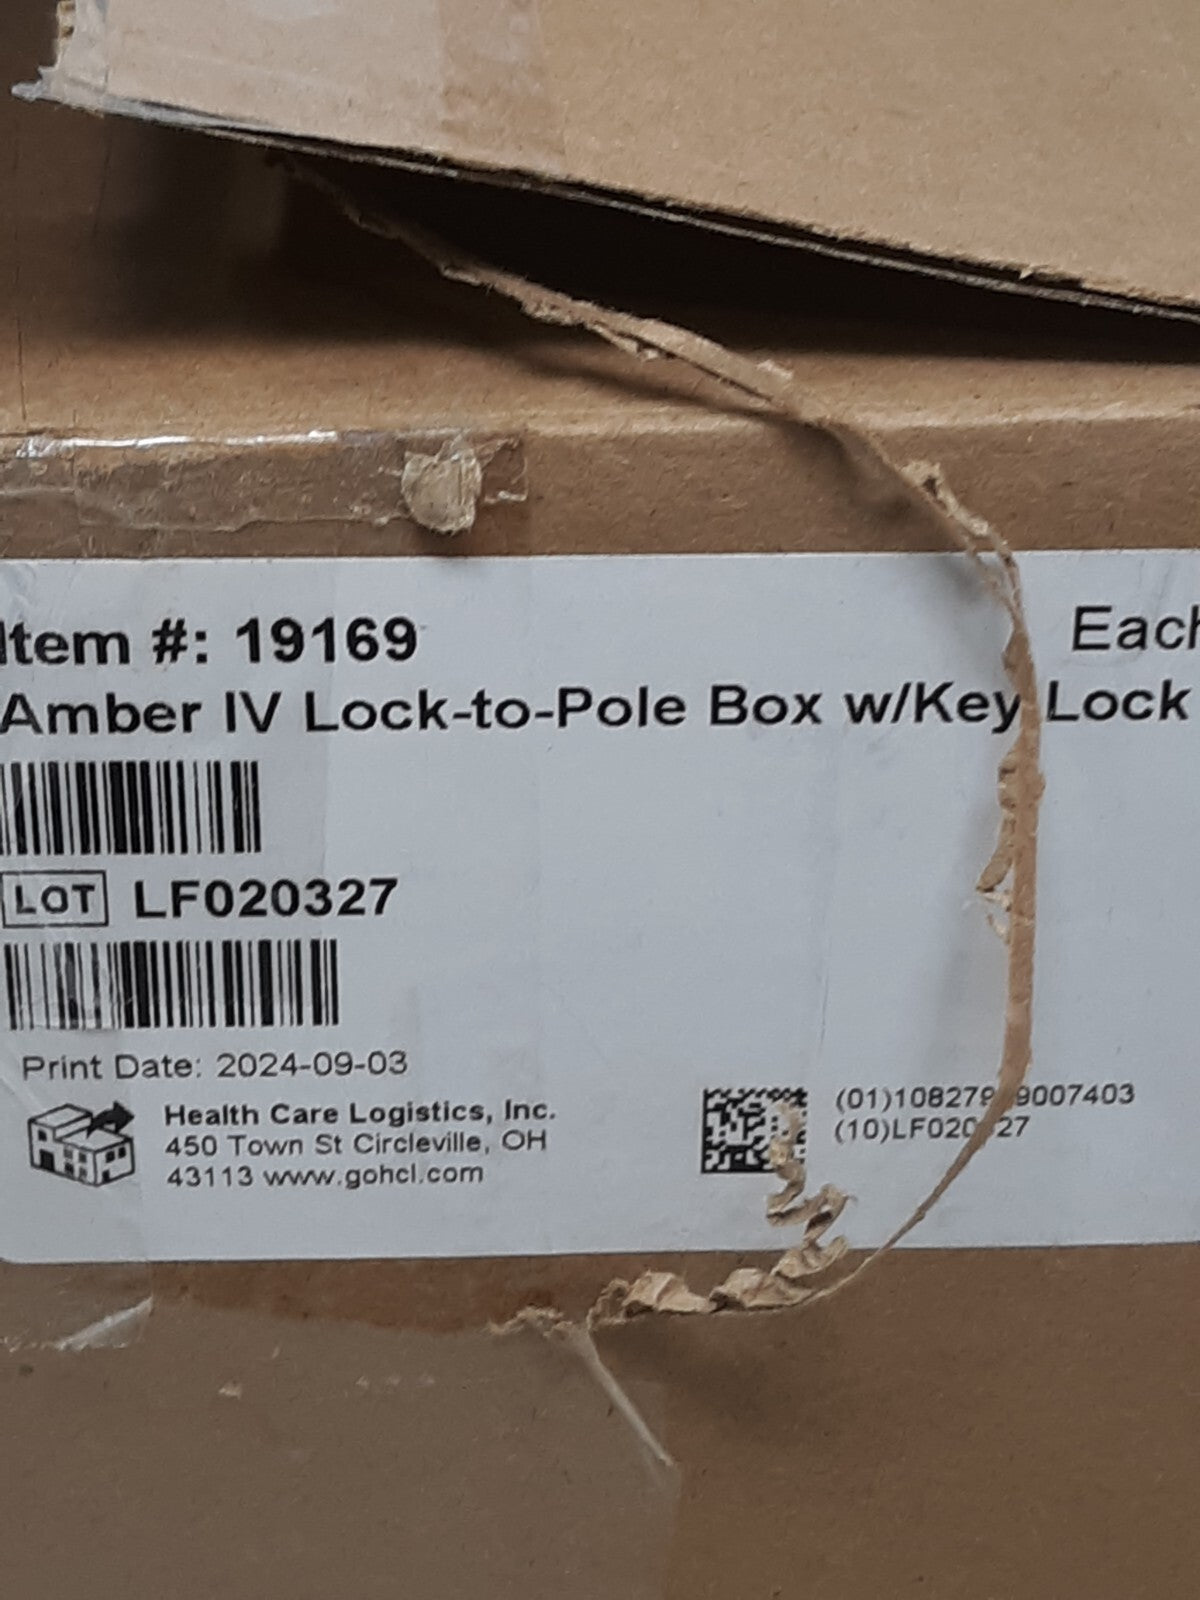 Item #: 19169
Each
Amber IV Lock-to-Pole Box w/Key Lock
LOT LF020327
Print Date: 2024-09-03
Health Care Logistics, Inc.
450 Town St Circleville, OH
43113 www.gohcl.com